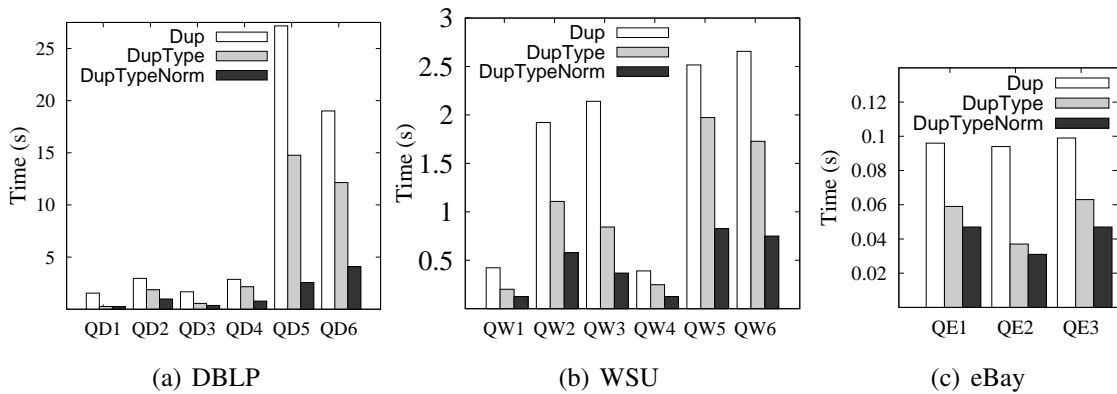 Time (s)
25
20
15
10
5
Dup
DupType
DupTypeNorm
QD1 QD2 QD3 QD4 QD5 QD6
(a) DBLP
Time (s)
3
2.5
2
1.5
1
0.5
Dup
DupType
DupTypeNorm
QW1 QW2 QW3 QW4 QW5 QW6
(b) WSU
Time (s)
0.12
0.1
0.08
0.06
0.04
0.02
Dup
DupType
DupTypeNorm
QE1 QE2 QE3
(c) eBay